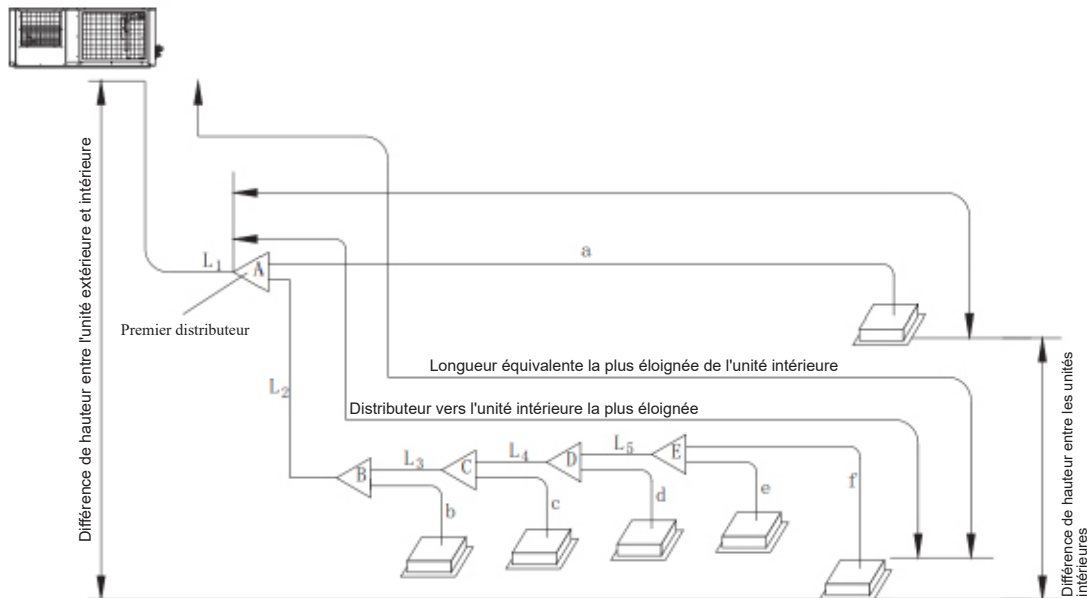 Différence de hauteur entre l'unité extérieure et intérieure
L1
A
a
Premier distributeur
Longueur équivalente la plus éloignée de l'unité intérieure
L2
Distributeur vers l'unité intérieure la plus éloignée
B
L3
C
L4
D
L5
E
b
c
d
e
f
Différence de hauteur entre les unités
intérieures